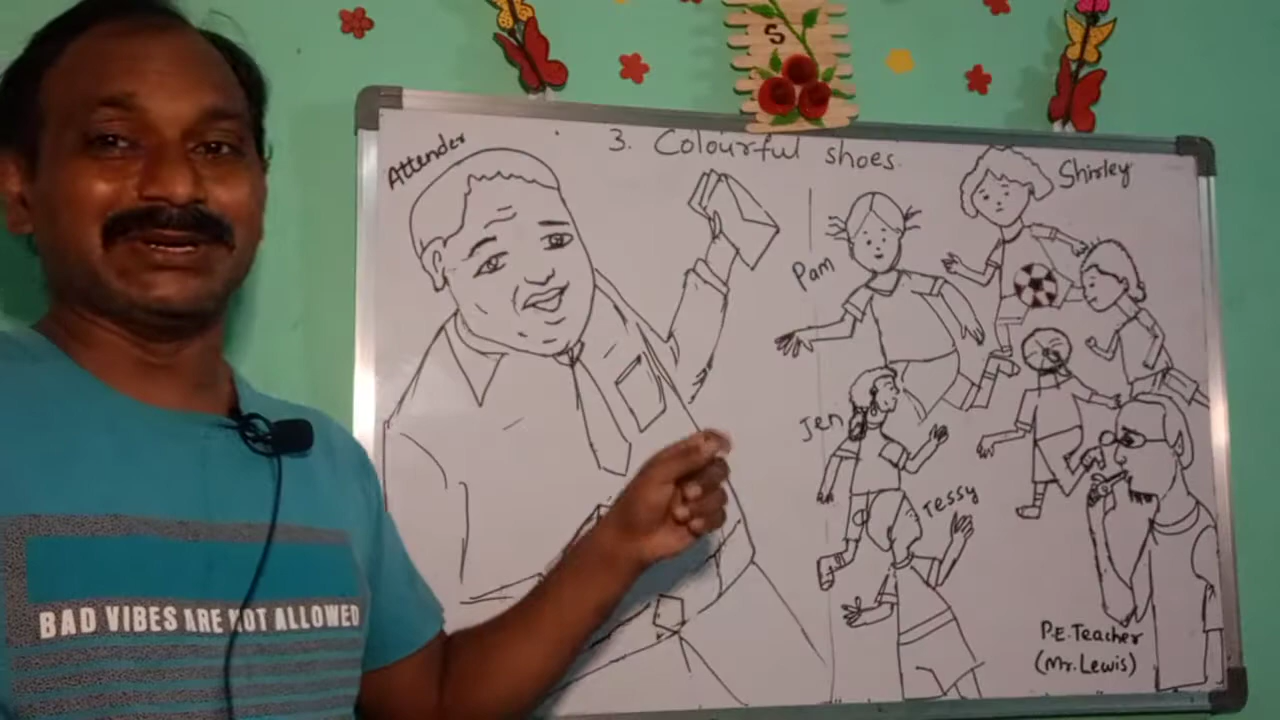 S
3. Colourful shoes.
Attender
Shirley
Pam
Jen
Tessy
P.E.Teacher
(Mr.Lewis)
BAD VIBES ARE NOT ALLOWED